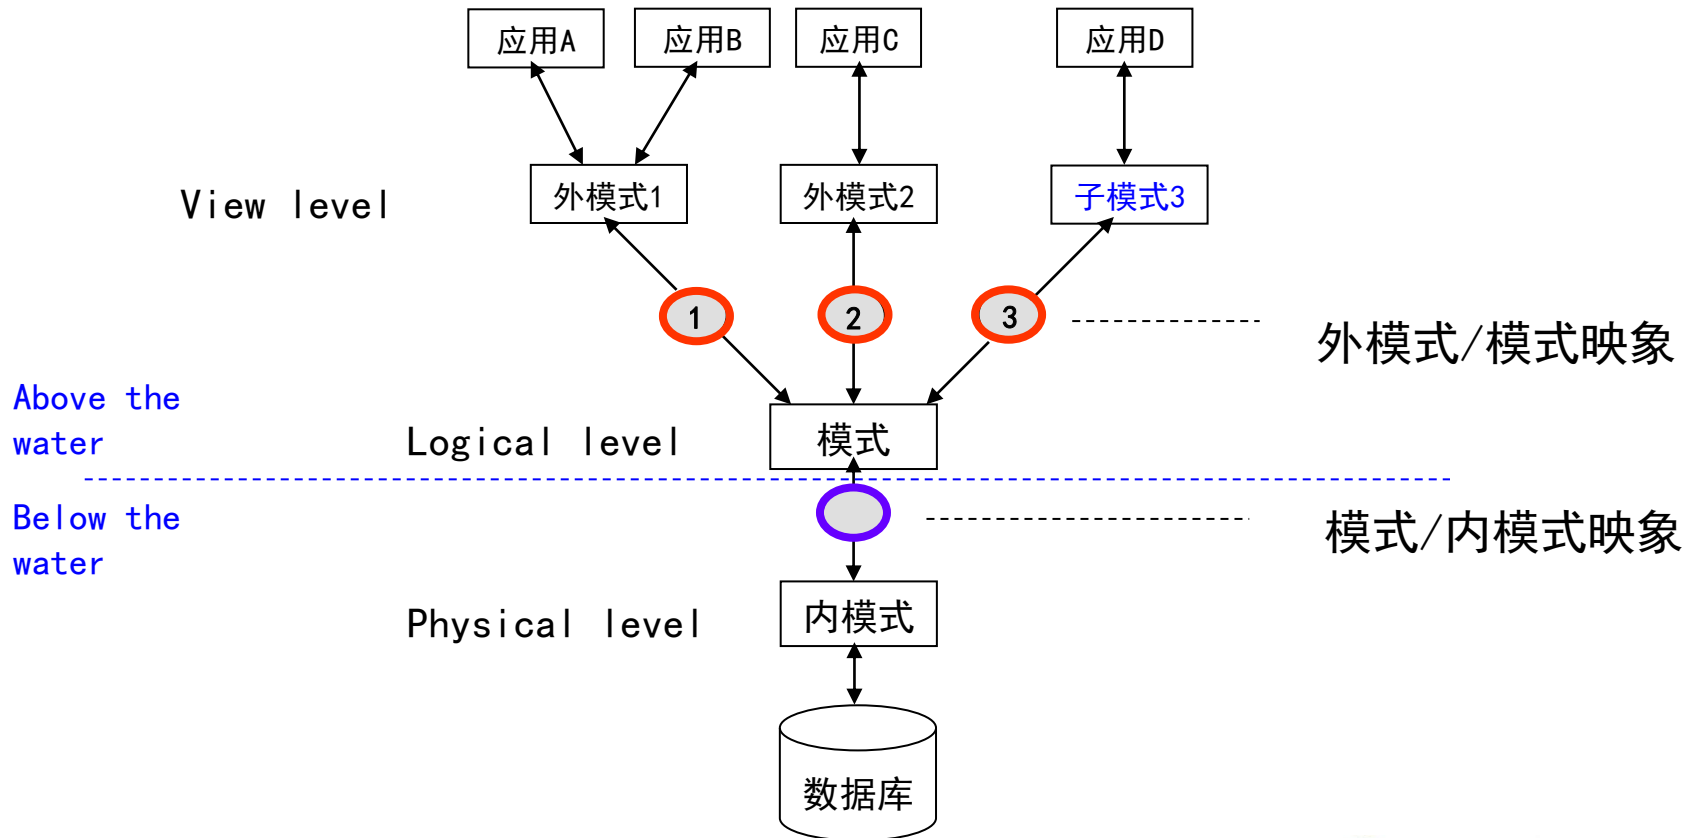 应用A
应用B
应用C
应用D
View level
外模式1
外模式2
子模式3
1
2
3
外模式/模式映象
Above the
water
Logical level
模式
Below the
water
模式/内模式映象
Physical level
内模式
数据库